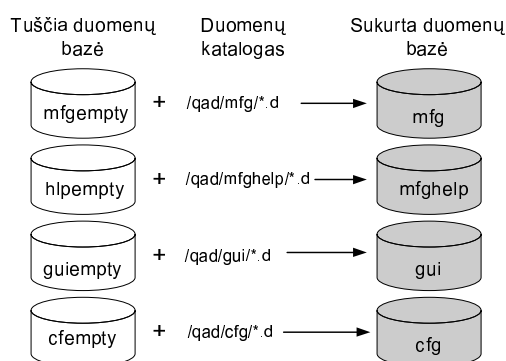 Tuščia duomenų bazė
Duomenų katalogas
Sukurta duomenų bazė
mfgempty + /qad/mfg/*.d mfg
hlpempty + /qad/mfghelp/*.d mfghelp
guiempty + /qad/gui/*.d gui
cfempty + /qad/cfg/*.d cfg